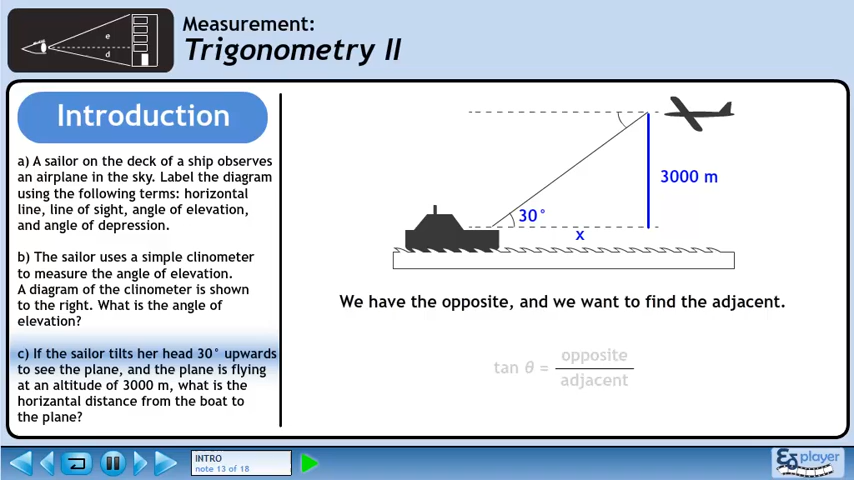 Measurement:
Trigonometry II
e
d
Introduction
a) A sailor on the deck of a ship observes
an airplane in the sky. Label the diagram
using the following terms: horizontal
line, line of sight, angle of elevation,
and angle of depression.
b) The sailor uses a simple clinometer
to measure the angle of elevation.
A diagram of the clinometer is shown
to the right. What is the angle of
elevation?
c) If the sailor tilts her head 30° upwards
to see the plane, and the plane is flying
at an altitude of 3000 m, what is the
horizantal distance from the boat to
the plane?
3000 m
30°
x
We have the opposite, and we want to find the adjacent.
tan θ = opposite
adjacent
INTRO
note 13 of 18
player